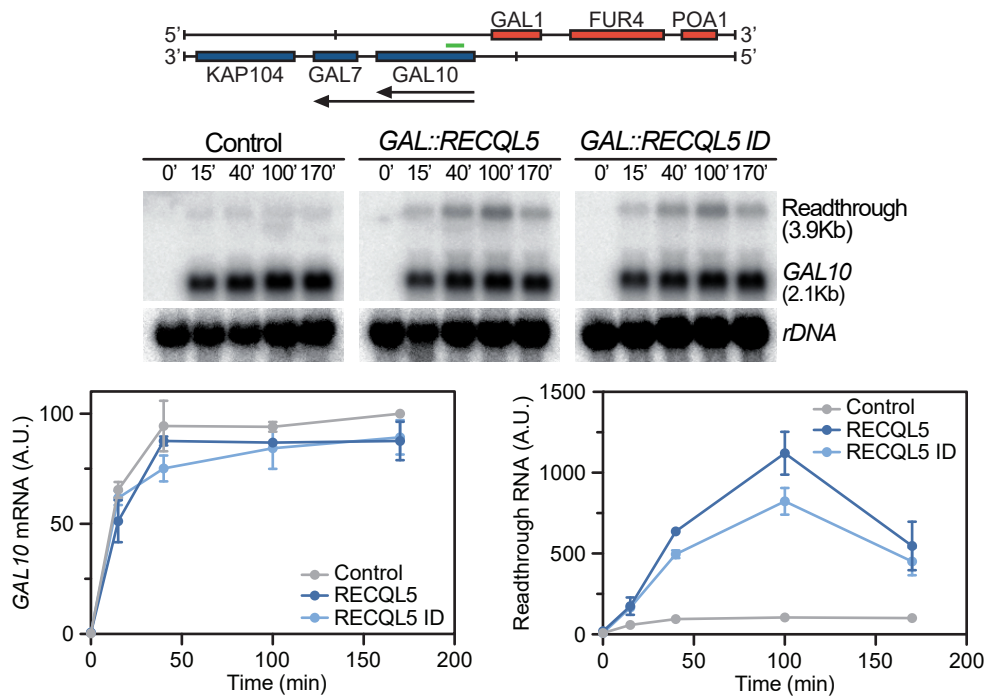 GAL1 FUR4 POA1
5’ 3’
3’ 5’
KAP104 GAL7 GAL10
Control GAL::RECQL5 GAL::RECQL5 ID
0’ 15’ 40’ 100’ 170’ 0’ 15’ 40’ 100’ 170’ 0’ 15’ 40’ 100’ 170’
Readthrough
(3.9Kb)
GAL10
(2.1Kb)
rDNA
GAL10 mRNA (A.U.)
100
50
0
Control
RECQL5
RECQL5 ID
0 50 100 150 200
Time (min)
Readthrough RNA (A.U.)
1500
1000
500
0
Control
RECQL5
RECQL5 ID
0 50 100 150 200
Time (min)